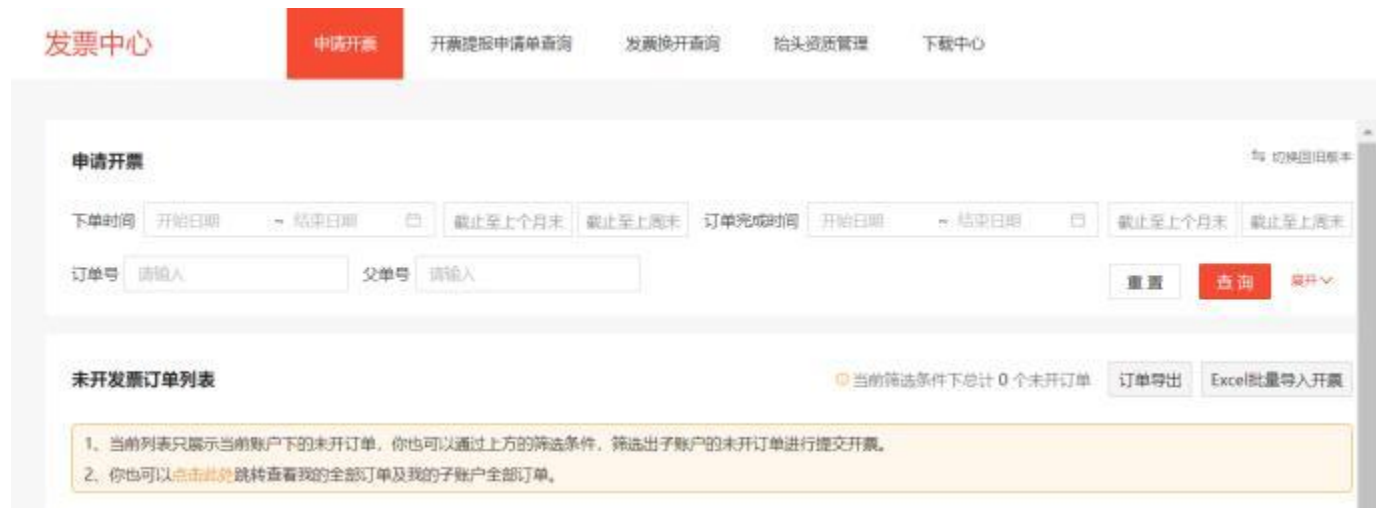 发票中心 申请开票 开票提报申请单查询 发票换开查询 抬头资质管理 下载中心
申请开票 切换回旧版本
下单时间 开始日期 ~ 结束日期 截止至上个月末 截止至上周末 订单完成时间 开始日期 ~ 结束日期 截止至上个月末 截止至上周末
订单号 请输入 父单号 请输入 重置 查询 展开
未开发票订单列表 当前筛选条件下总计 0 个未开订单 订单导出 Excel批量导入开票
1、当前列表只展示当前账户下的未开订单，你也可以通过上方的筛选条件，筛选出子账户的未开订单进行提交开票。
2、你也可以点击此处跳转查看我的全部订单及我的子账户全部订单。